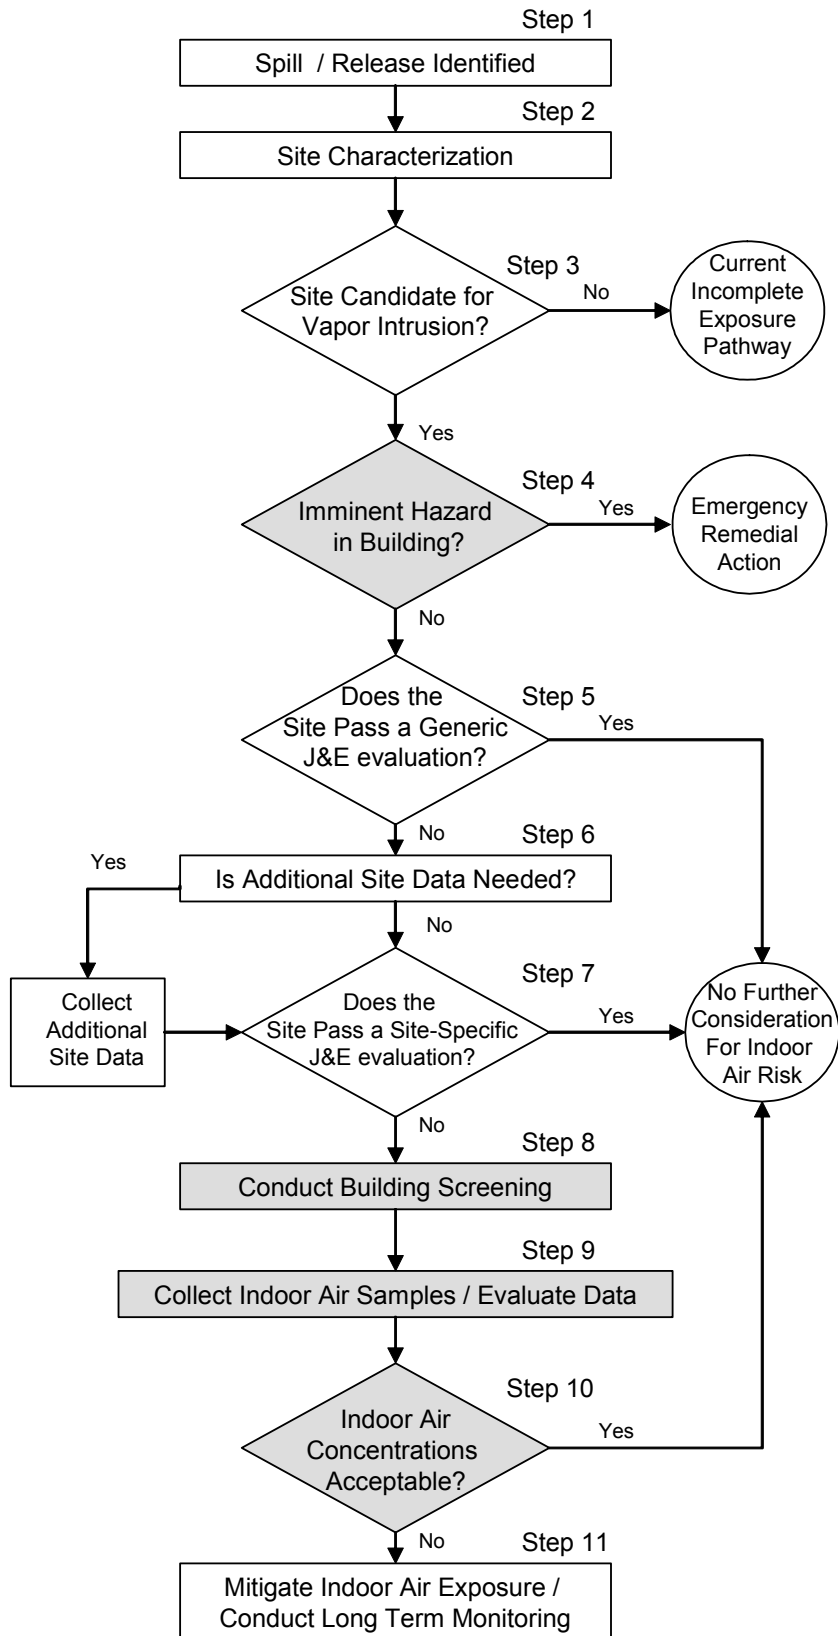 Step 1
Spill / Release Identified
Step 2
Site Characterization
Step 3
Site Candidate for
Vapor Intrusion?
No
Current
Incomplete
Exposure
Pathway
Yes
Step 4
Imminent Hazard
in Building?
Yes
Emergency
Remedial
Action
No
Step 5
Does the
Site Pass a Generic
J&E evaluation?
Yes
No
Step 6
Is Additional Site Data Needed?
Yes
No
Collect
Additional
Site Data
Step 7
Does the
Site Pass a Site-Specific
J&E evaluation?
Yes
No Further
Consideration
For Indoor
Air Risk
No
Step 8
Conduct Building Screening
Step 9
Collect Indoor Air Samples / Evaluate Data
Step 10
Indoor Air
Concentrations
Acceptable?
Yes
No
Step 11
Mitigate Indoor Air Exposure /
Conduct Long Term Monitoring